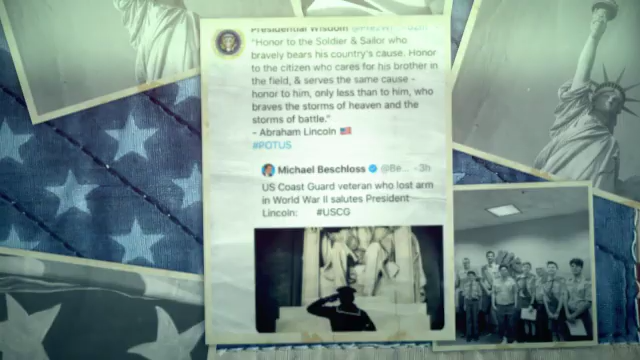 Presidential Wisdom
"Honor to the Soldier & Sailor who
bravely bears his country's cause. Honor
to the citizen who cares for his brother in
the field, & serves the same cause -
honor to him, only less than to him, who
braves the storms of heaven and the
storms of battle."
- Abraham Lincoln
#POTUS
Michael Beschloss @Be... · 3h
US Coast Guard veteran who lost arm
in World War II salutes President
Lincoln: #USCG